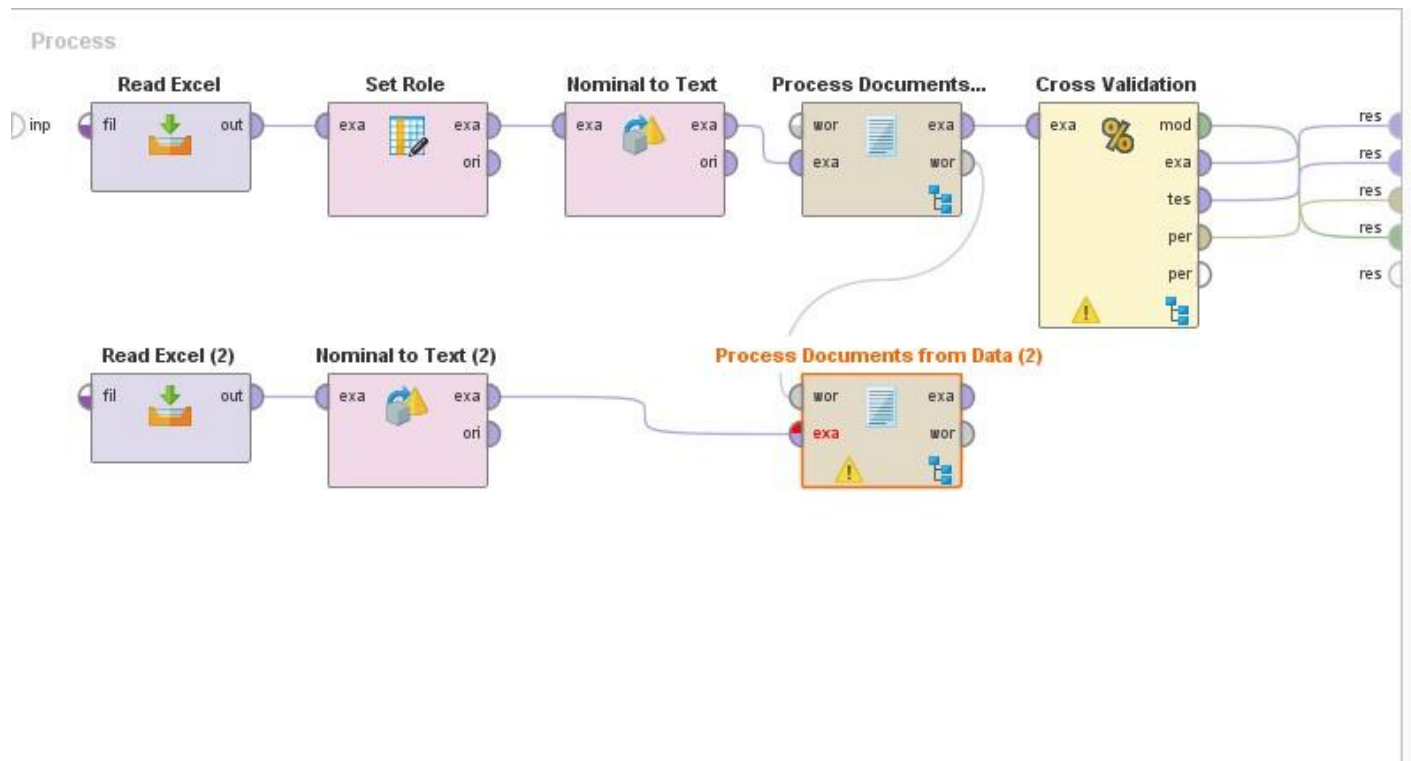 Process
Read Excel
Set Role
Nominal to Text
Process Documents...
Cross Validation
inp
fil
out
exa
exa
ori
exa
exa
ori
wor
exa
exa
wor
exa
mod
exa
tes
per
per
res
res
res
res
res
Read Excel (2)
Nominal to Text (2)
Process Documents from Data (2)
fil
out
exa
exa
ori
wor
exa
exa
wor